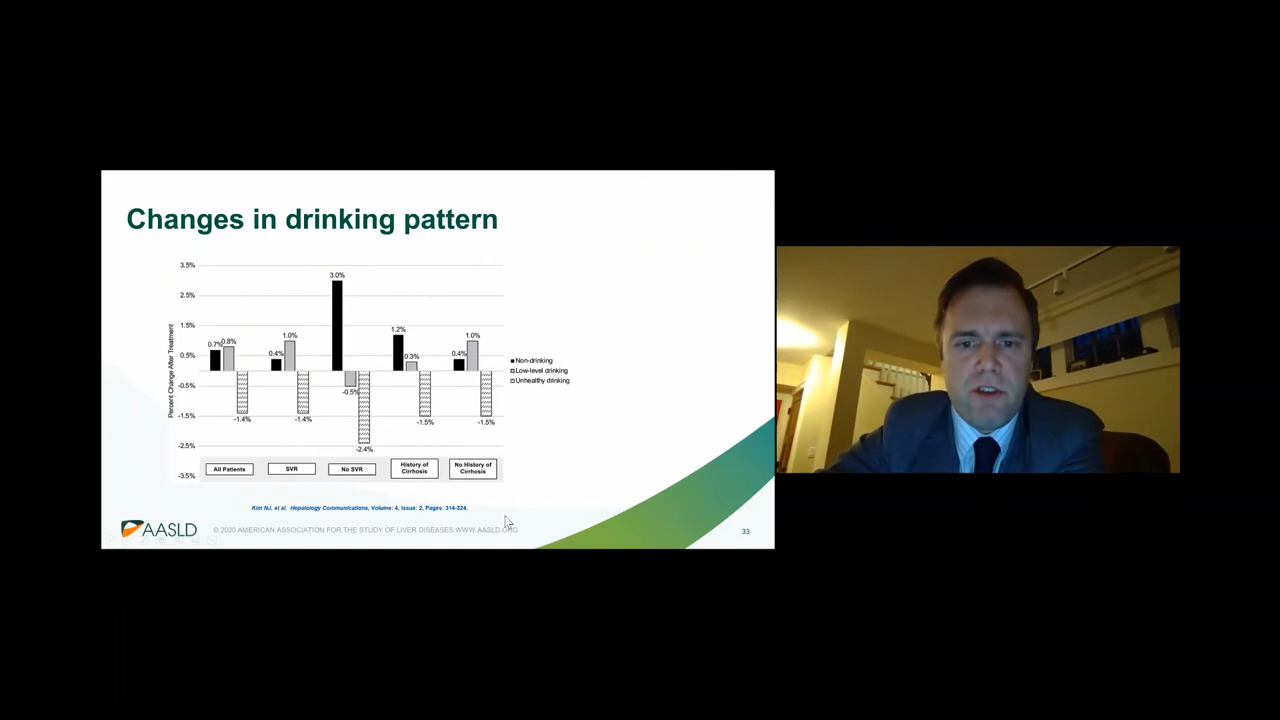 Changes in drinking pattern
Percent Change After Treatment
3.5%
2.5%
1.5%
0.5%
-0.5%
-1.5%
-2.5%
-3.5%
0.7%
0.8%
-1.4%
0.4%
1.0%
-1.4%
3.0%
-0.5%
-2.4%
1.2%
0.3%
-1.5%
0.4%
1.0%
-1.5%
Non-drinking
Low-level drinking
Unhealthy drinking
All Patients
SVR
No SVR
History of
Cirrhosis
No History of
Cirrhosis
Kim NJ, et al. Hepatology Communications, Volume: 4, Issue: 2, Pages: 314-324.
AASLD
© 2020 AMERICAN ASSOCIATION FOR THE STUDY OF LIVER DISEASES WWW.AASLD.ORG
33